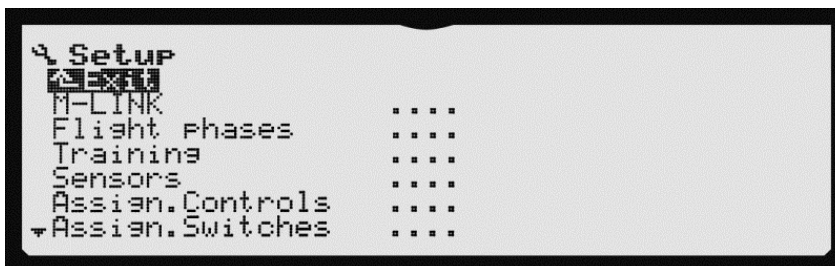 Setup
Exit
M-LINK ....
Flight phases ....
Training ....
Sensors ....
Assign.Controls ....
Assign.Switches ....